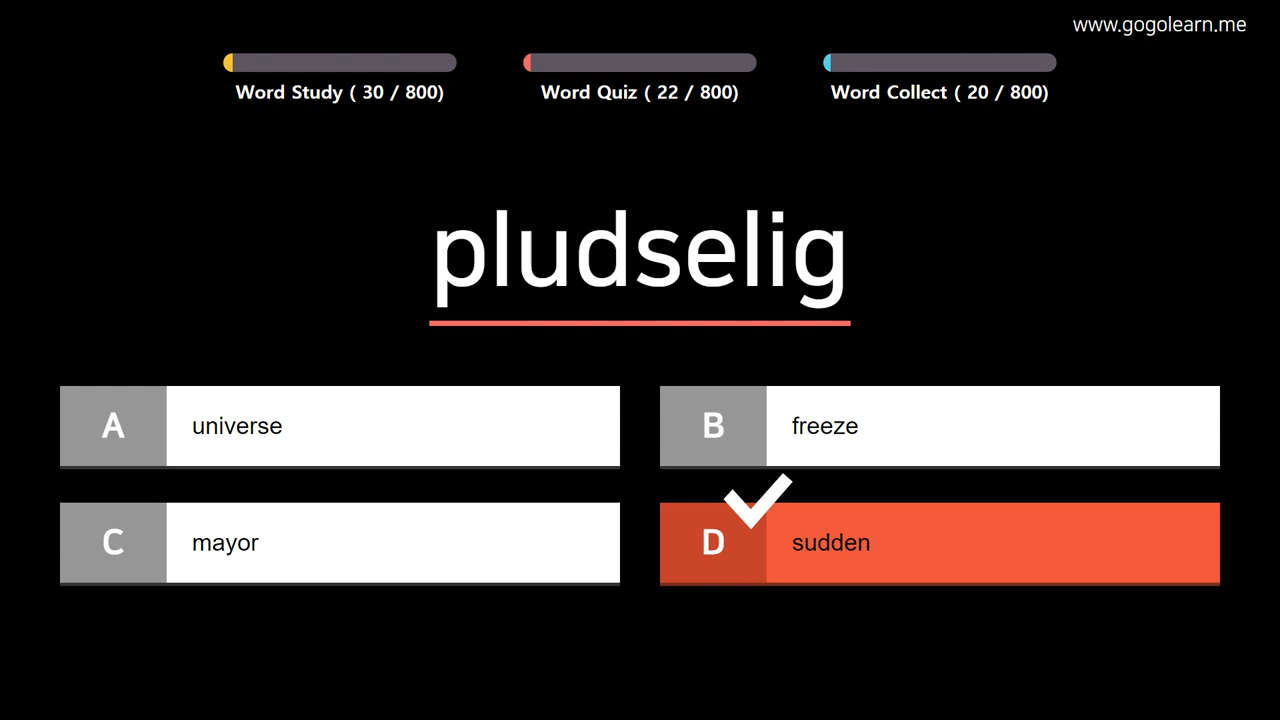 www.gogolearn.me
Word Study ( 30 / 800)
Word Quiz ( 22 / 800)
Word Collect ( 20 / 800)
pludselig
A universe
B freeze
C mayor
D sudden